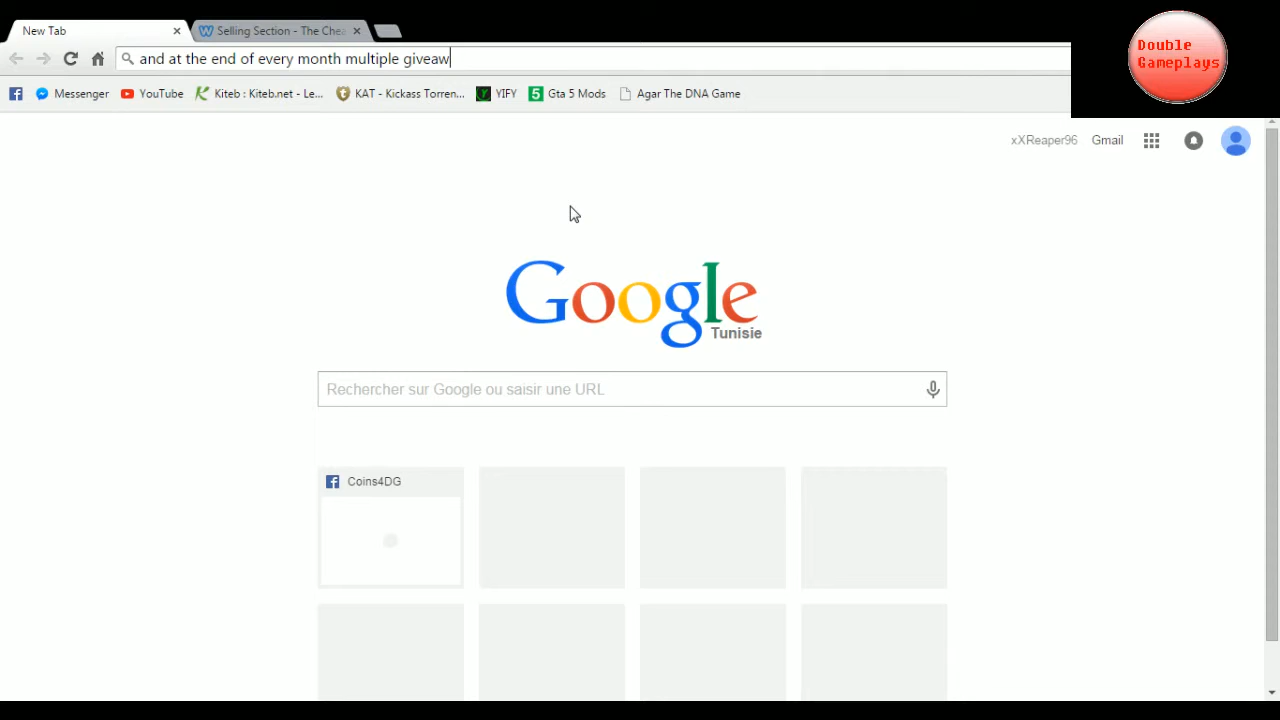 New Tab
Selling Section - The Chea
and at the end of every month multiple giveaw
Double
Gameplays
Messenger
YouTube
Kiteb : Kiteb.net - Le...
KAT - Kickass Torren...
YIFY
Gta 5 Mods
Agar The DNA Game
xXReaper96
Gmail
Google
Tunisie
Rechercher sur Google ou saisir une URL
Coins4DG